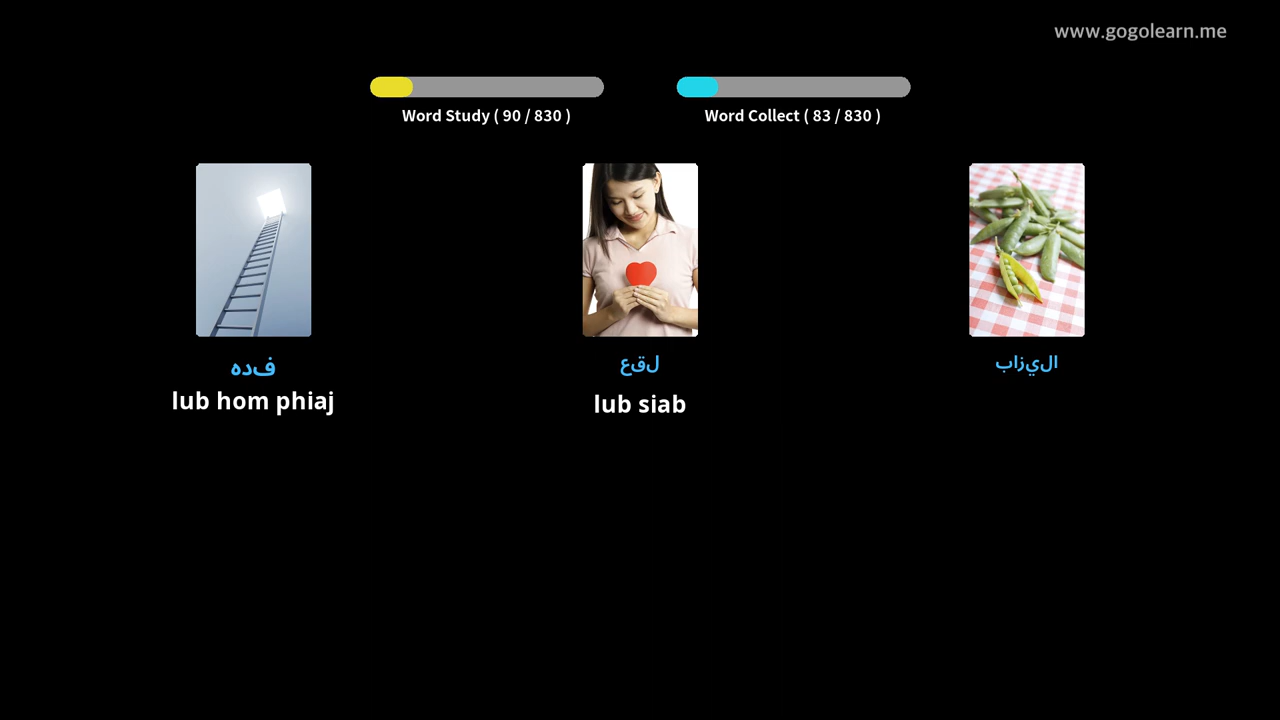 www.gogolearn.me
Word Study ( 90 / 830 )
Word Collect ( 83 / 830 )
فده
لقع
اليزاب
lub hom phiaj
lub siab